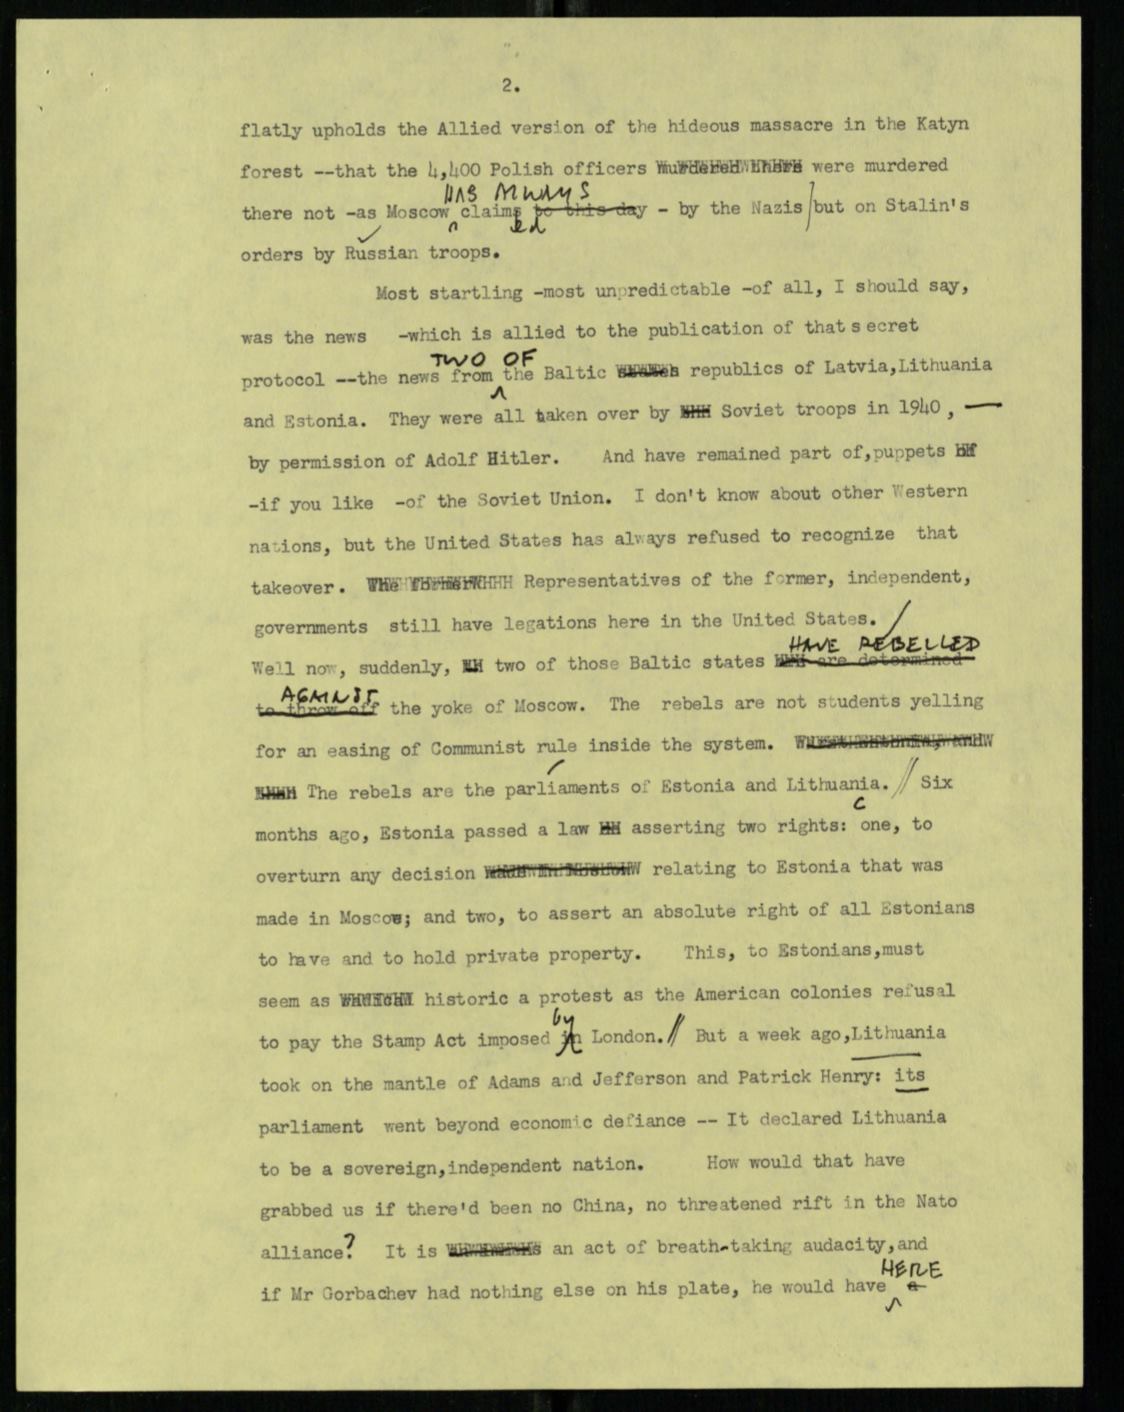 2.
flatly upholds the Allied version of the hideous massacre in the Katyn
forest --that the 4,400 Polish officers were murdered
HAS ALWAYS
there not -as Moscow claims to this day - by the Nazis but on Stalin's
ed
orders by Russian troops.
Most startling -most unpredictable -of all, I should say,
was the news -which is allied to the publication of that s ecret
TWO OF
protocol --the news from the Baltic republics of Latvia,Lithuania
and Estonia. They were all taken over by Soviet troops in 1940 , —
by permission of Adolf Hitler. And have remained part of,puppets
-if you like -of the Soviet Union. I don't know about other Western
nations, but the United States has always refused to recognize that
takeover. Representatives of the former, independent,
governments still have legations here in the United States. /
HAVE REBELLED
Well now, suddenly, two of those Baltic states are determined
AGAINST
to throw off the yoke of Moscow. The rebels are not students yelling
for an easing of Communist rule inside the system.
The rebels are the parliaments of Estonia and Lithuania. // Six
c
months ago, Estonia passed a law asserting two rights: one, to
overturn any decision relating to Estonia that was
made in Moscow; and two, to assert an absolute right of all Estonians
to have and to hold private property. This, to Estonians,must
seem as historic a protest as the American colonies refusal
by
to pay the Stamp Act imposed in London. // But a week ago,Lithuania
took on the mantle of Adams and Jefferson and Patrick Henry: its
parliament went beyond economic defiance -- It declared Lithuania
to be a sovereign,independent nation. How would that have
grabbed us if there'd been no China, no threatened rift in the Nato
alliance? It is an act of breath-taking audacity,and
HERE
if Mr Gorbachev had nothing else on his plate, he would have a